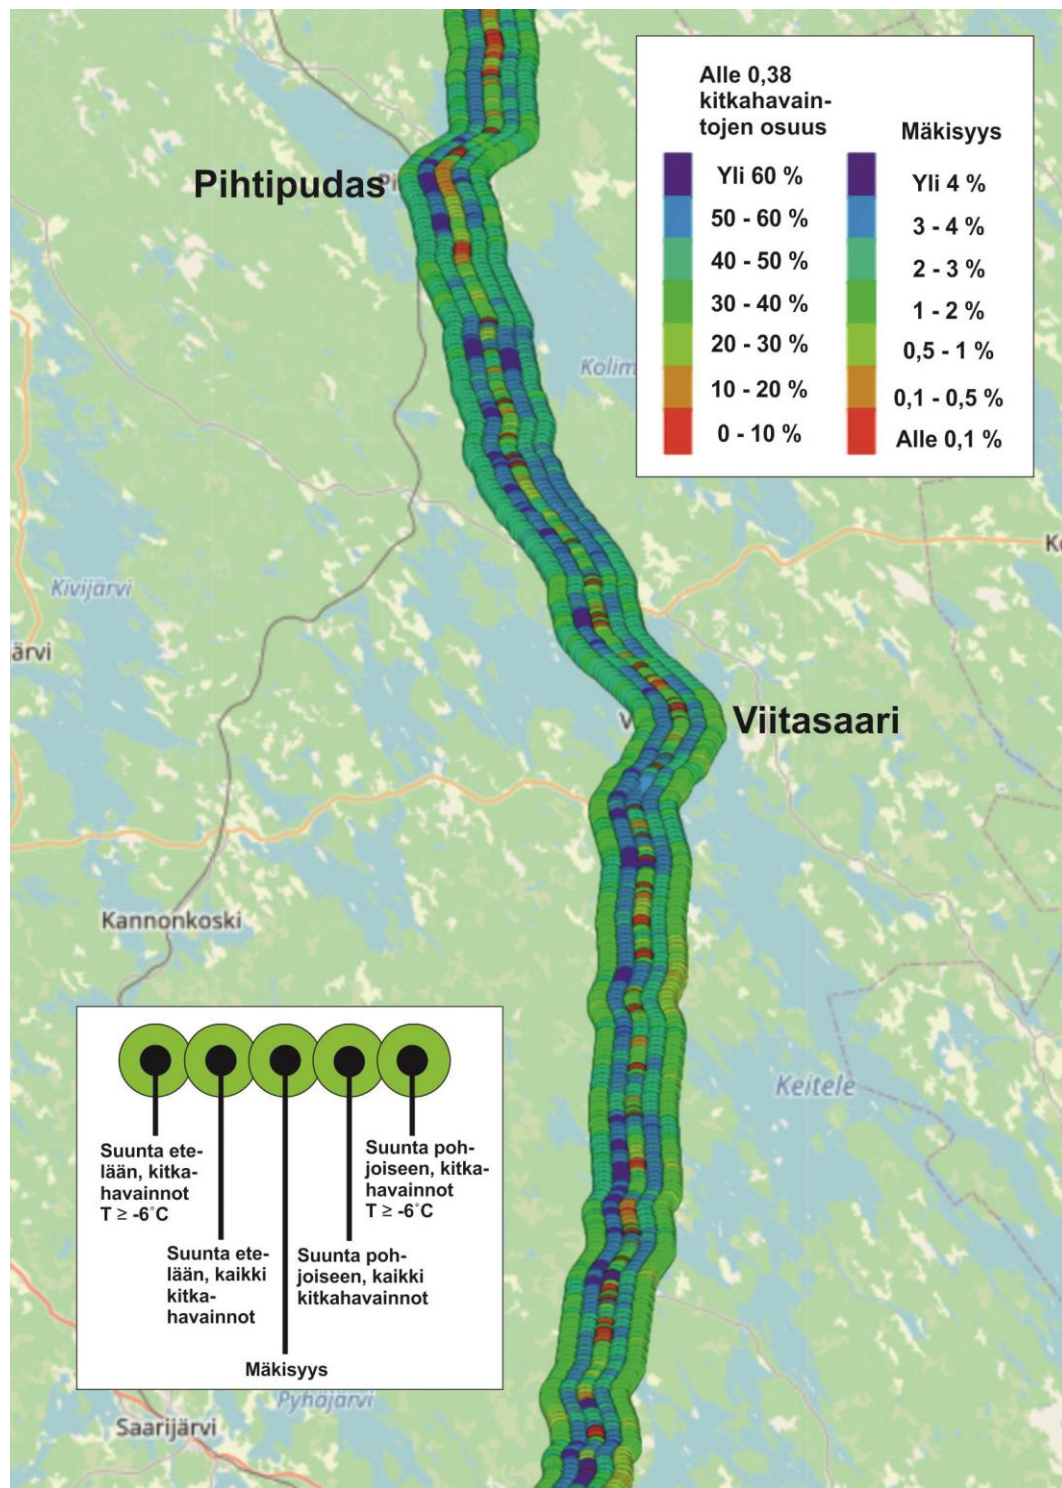 Alle 0,38
kitkahavain-
tojen osuus
Mäkisyys
Yli 60 %
Yli 4 %
50 - 60 %
3 - 4 %
40 - 50 %
2 - 3 %
30 - 40 %
1 - 2 %
20 - 30 %
0,5 - 1 %
10 - 20 %
0,1 - 0,5 %
0 - 10 %
Alle 0,1 %
Pihtipudas
Kivijärvi
ärvi
Viitasaari
Kannonkoski
Keitele
Suunta ete-
lään, kitka-
havainnot
T ≥ -6°C
Suunta poh-
joiseen, kitka-
havainnot
T ≥ -6°C
Suunta ete-
lään, kaikki
kitka-
havainnot
Suunta poh-
joiseen, kaikki
kitkahavainnot
Mäkisyys
Pyhäjärvi
Saarijärvi